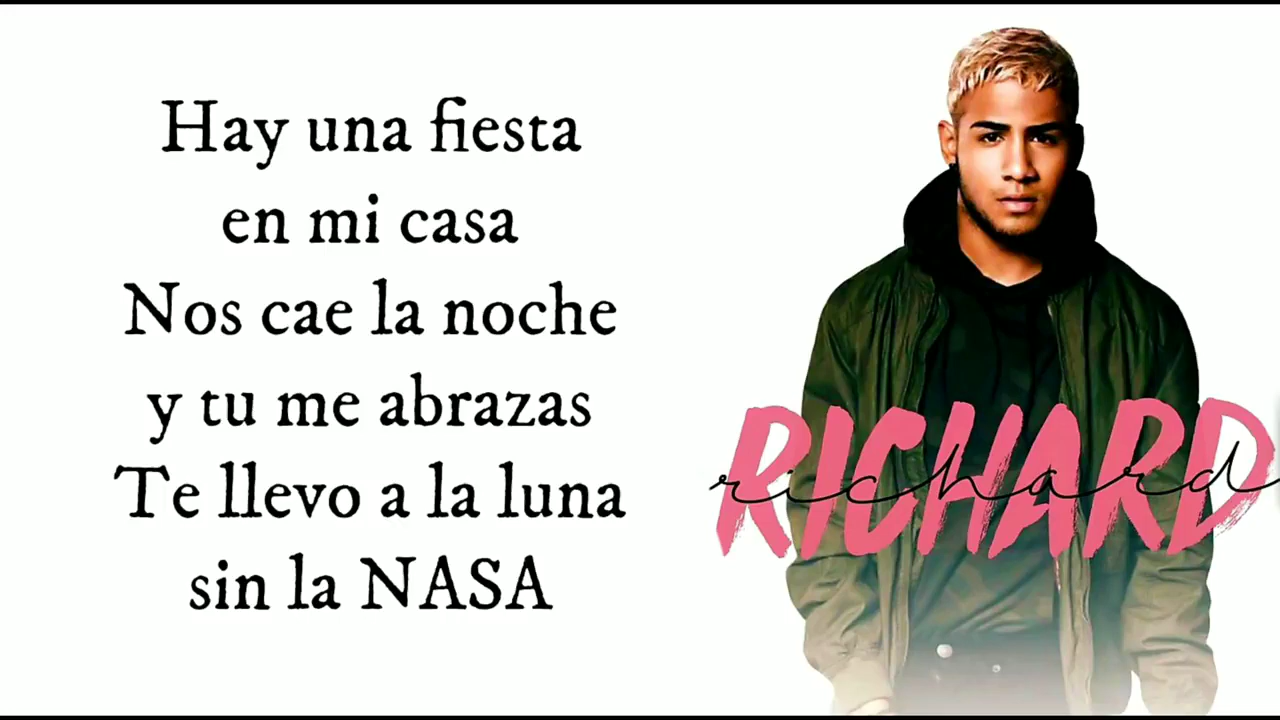 Hay una fiesta
en mi casa
Nos cae la noche
y tu me abrazas
Te llevo a la luna
sin la NASA
RICHARD
richard